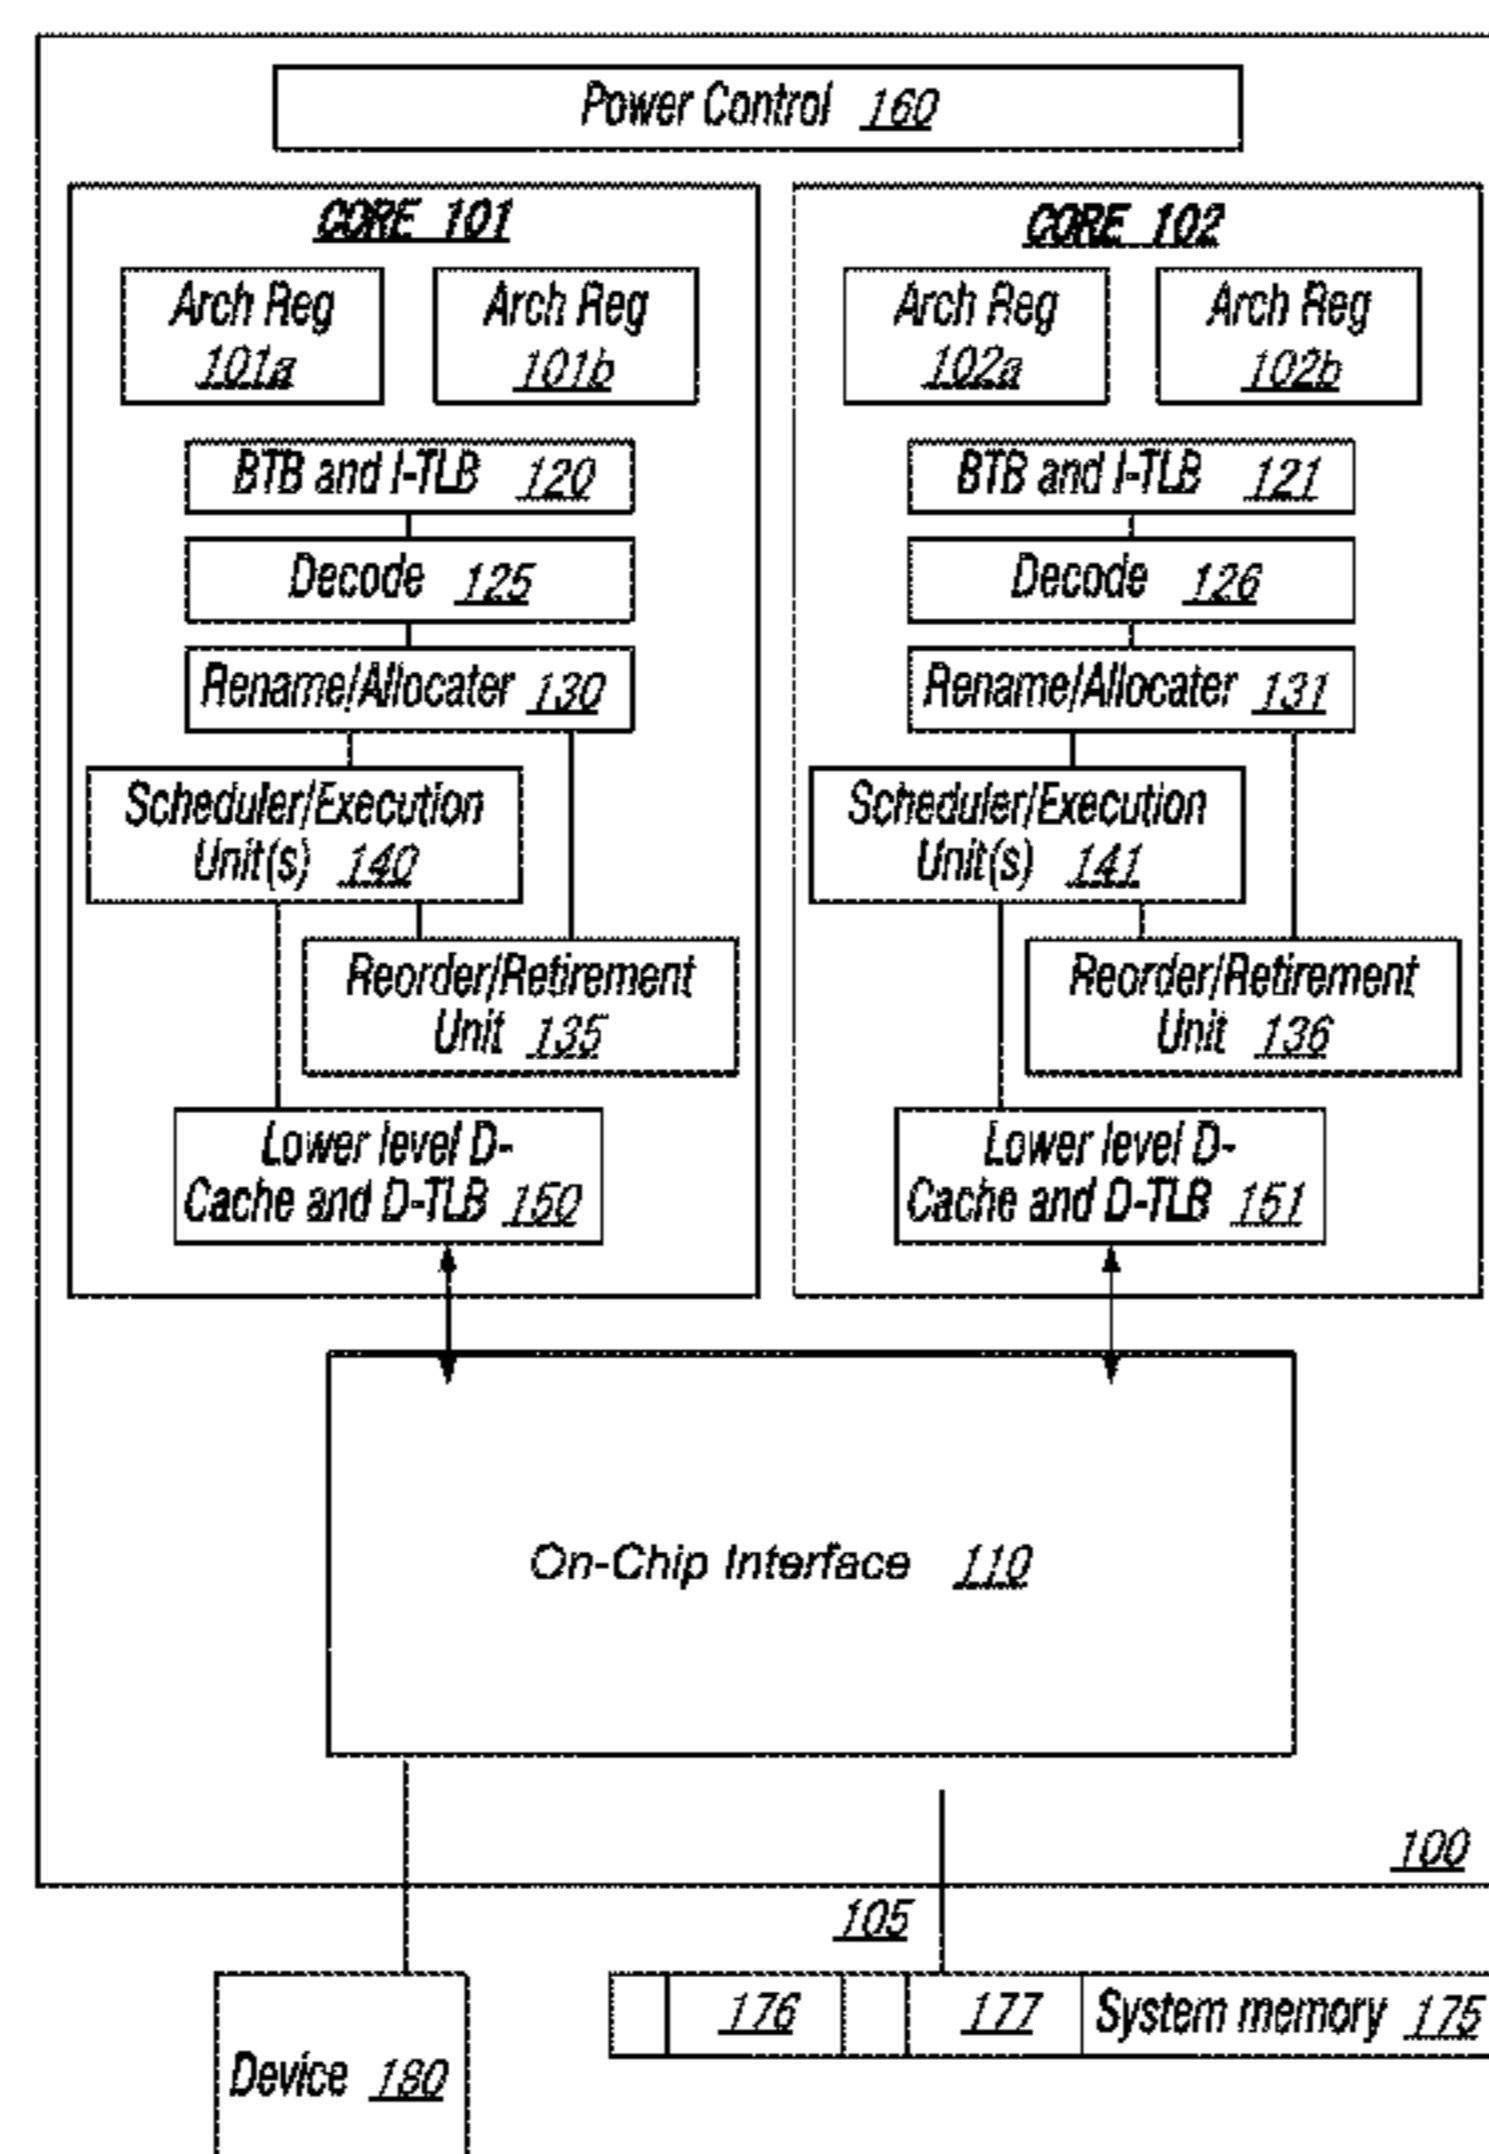 Power Control 160
CORE 101
Arch Reg
101a
Arch Reg
101b
BTB and I-TLB 120
Decode 125
Rename/Allocater 130
Scheduler/Execution
Unit(s) 140
Reorder/Retirement
Unit 135
Lower level D-
Cache and D-TLB 150
CORE 102
Arch Reg
102a
Arch Reg
102b
BTB and I-TLB 121
Decode 126
Rename/Allocater 131
Scheduler/Execution
Unit(s) 141
Reorder/Retirement
Unit 136
Lower level D-
Cache and D-TLB 151
On-Chip Interface 110
100
105
176
177
System memory 175
Device 180